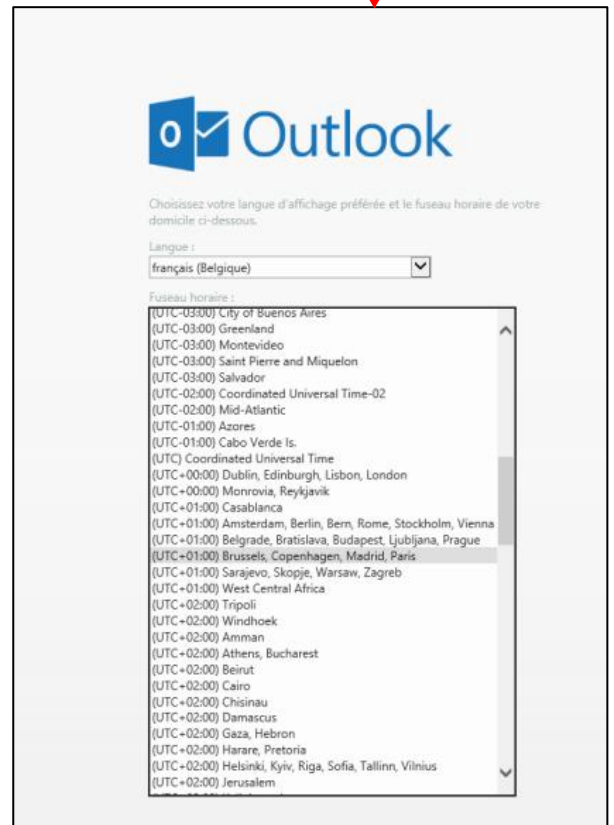 Outlook
Choisissez votre langue d'affichage préférée et le fuseau horaire de votre
domicile ci-dessous.
Langue :
français (Belgique)
Fuseau horaire :
(UTC-03:00) City of Buenos Aires
(UTC-03:00) Greenland
(UTC-03:00) Montevideo
(UTC-03:00) Saint Pierre and Miquelon
(UTC-03:00) Salvador
(UTC-02:00) Coordinated Universal Time-02
(UTC-02:00) Mid-Atlantic
(UTC-01:00) Azores
(UTC-01:00) Cabo Verde Is.
(UTC) Coordinated Universal Time
(UTC+00:00) Dublin, Edinburgh, Lisbon, London
(UTC+00:00) Monrovia, Reykjavik
(UTC+01:00) Casablanca
(UTC+01:00) Amsterdam, Berlin, Bern, Rome, Stockholm, Vienna
(UTC+01:00) Belgrade, Bratislava, Budapest, Ljubljana, Prague
(UTC+01:00) Brussels, Copenhagen, Madrid, Paris
(UTC+01:00) Sarajevo, Skopje, Warsaw, Zagreb
(UTC+01:00) West Central Africa
(UTC+02:00) Tripoli
(UTC+02:00) Windhoek
(UTC+02:00) Amman
(UTC+02:00) Athens, Bucharest
(UTC+02:00) Beirut
(UTC+02:00) Cairo
(UTC+02:00) Chisinau
(UTC+02:00) Damascus
(UTC+02:00) Gaza, Hebron
(UTC+02:00) Harare, Pretoria
(UTC+02:00) Helsinki, Kyiv, Riga, Sofia, Tallinn, Vilnius
(UTC+02:00) Jerusalem